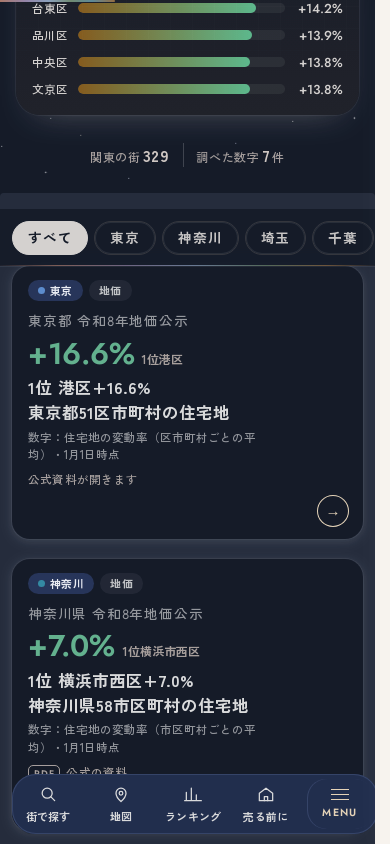 台東区 +14.2%
品川区 +13.9%
中央区 +13.8%
文京区 +13.8%
関東の街 329 調べた数字 7 件
すべて 東京 神奈川 埼玉 千葉
東京 地価
東京都 令和8年地価公示
+16.6% 1位港区
1位 港区+16.6%
東京都51区市町村の住宅地
数字：住宅地の変動率（区市町村ごとの平
均）・1月1日時点
公式資料が開きます
→
神奈川 地価
神奈川県 令和8年地価公示
+7.0% 1位横浜市西区
1位 横浜市西区+7.0%
神奈川県58市区町村の住宅地
数字：住宅地の変動率（市区町村ごとの平
均）・1月1日時点
PDF 公式の資料
街で探す 地図 ランキング 売る前に MENU